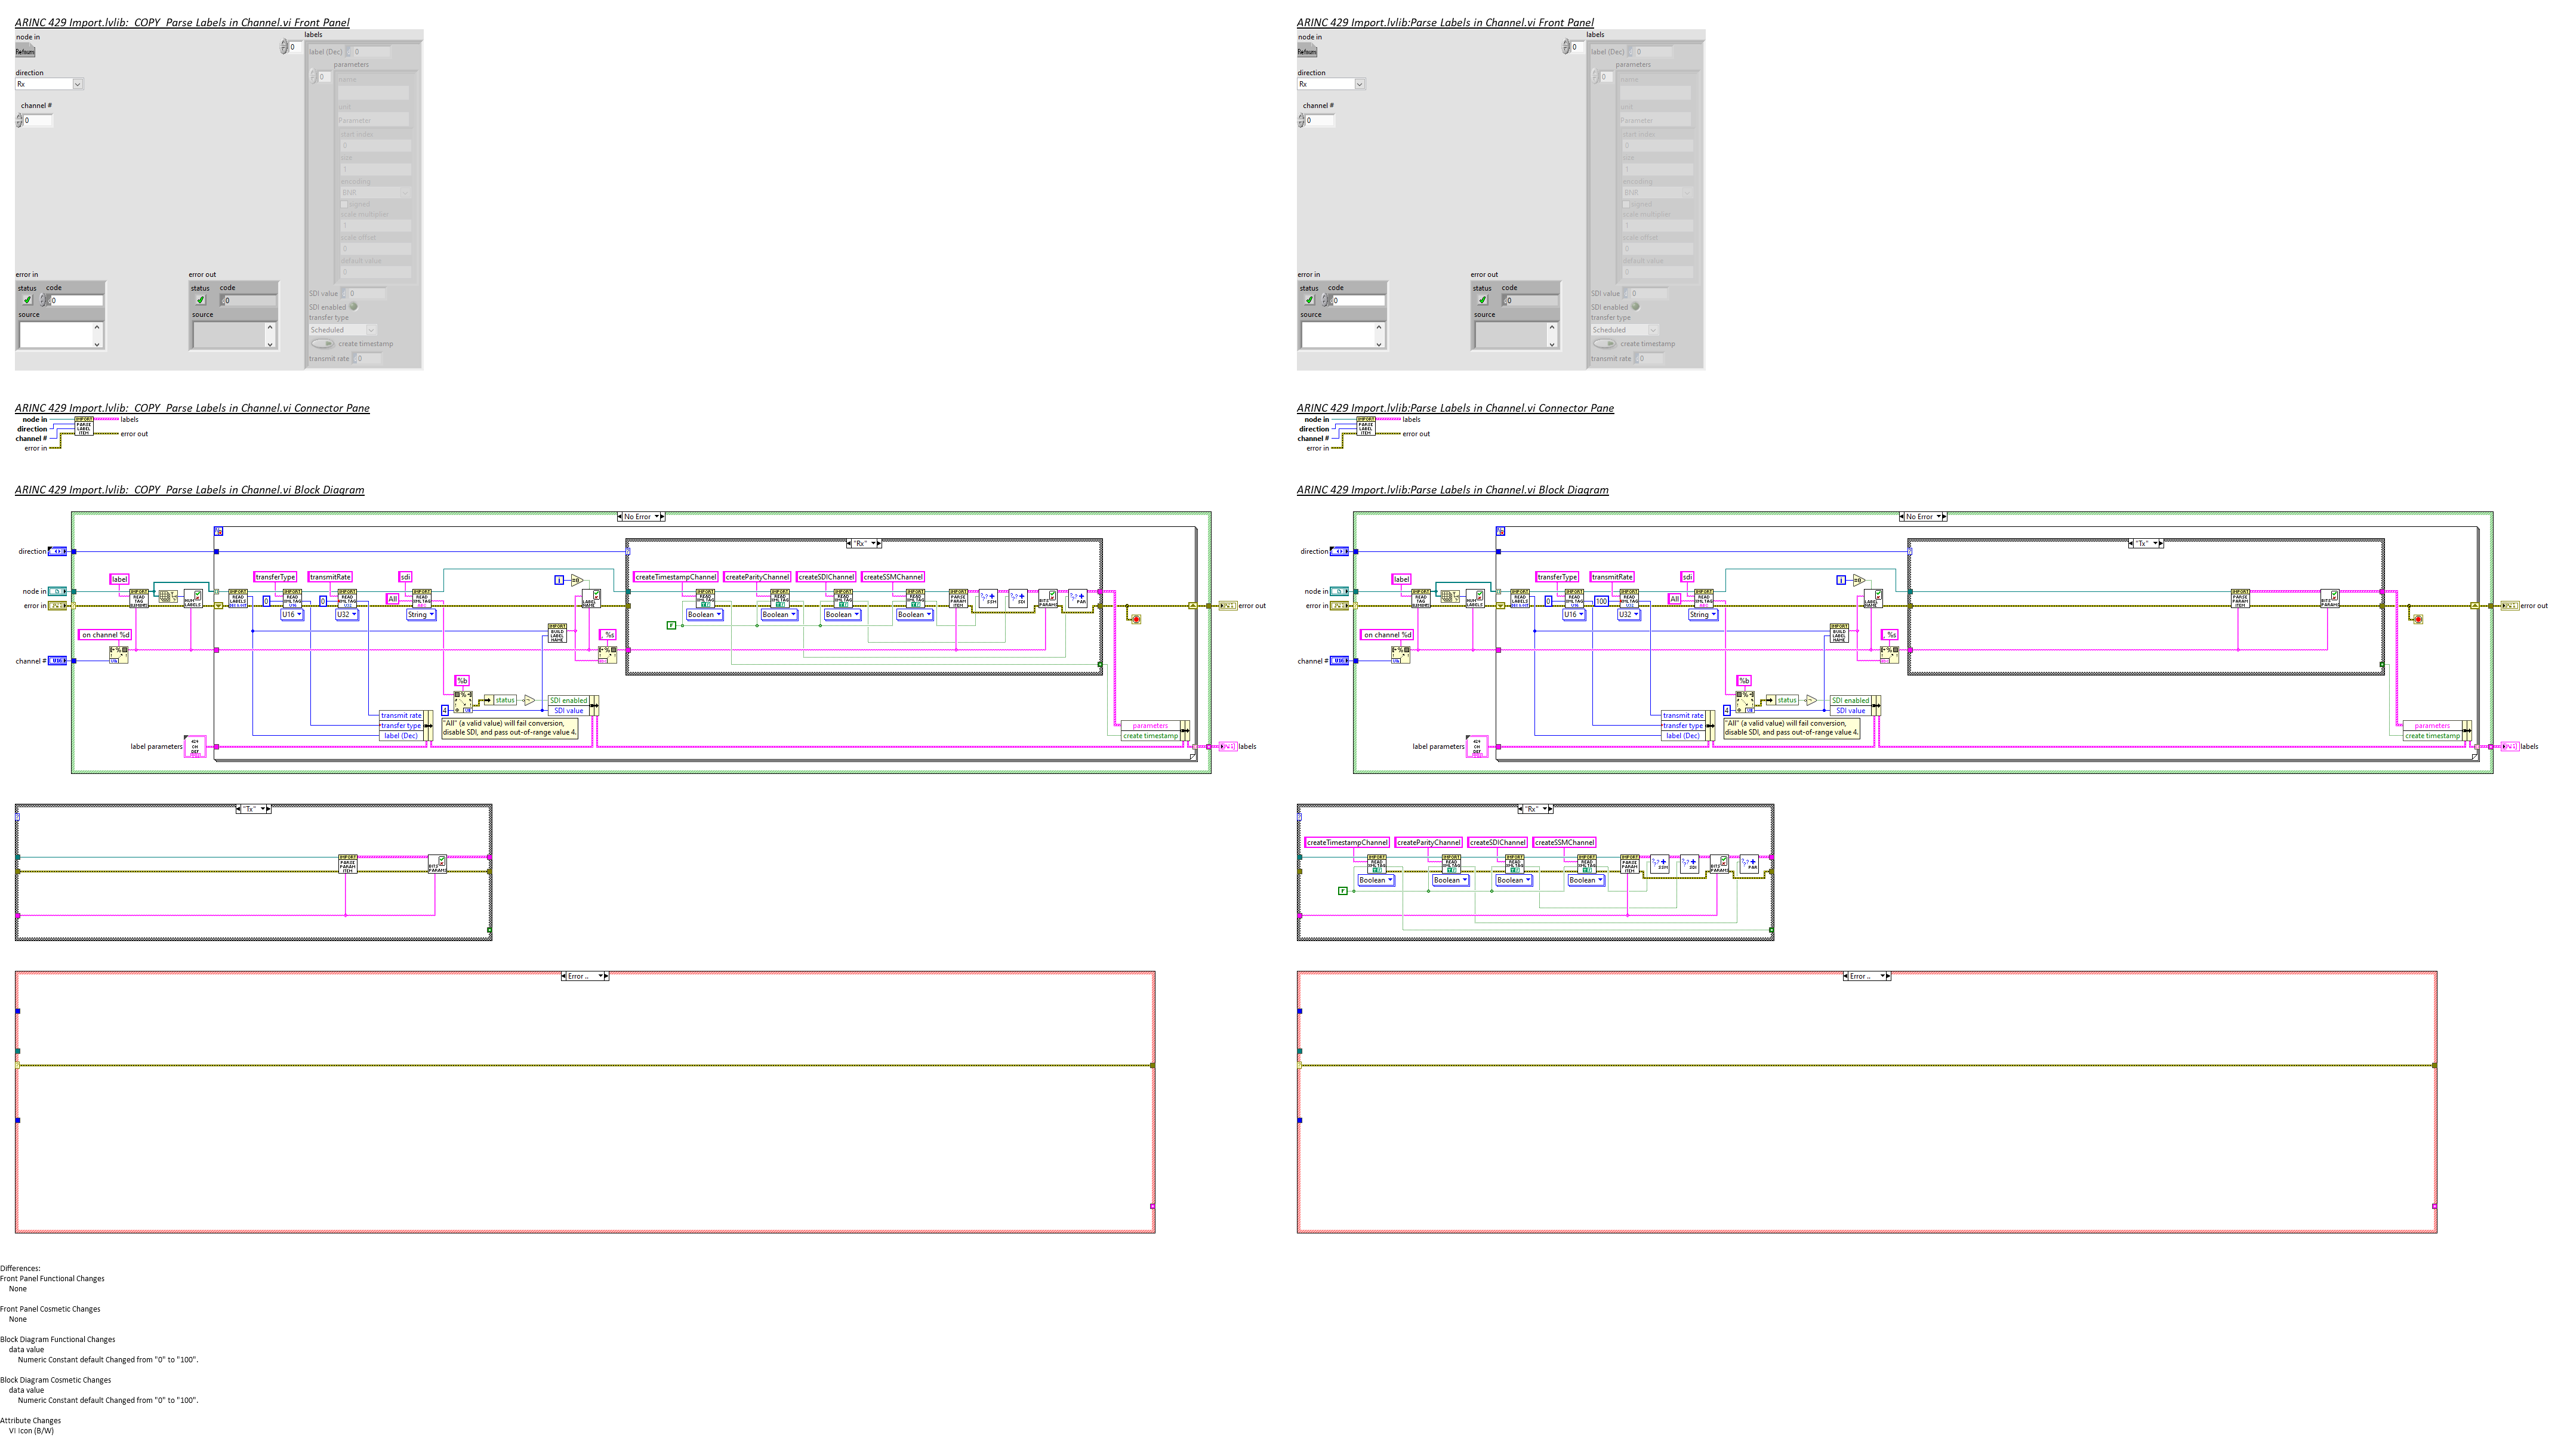 ARINC 429 Import.lvlib:  COPY  Parse Labels in Channel.vi Front Panel
node in
Refnum
direction
Rx
channel #
0
labels
0
label (Dec) 0
parameters
0
name
unit
Parameter
start index
0
size
1
encoding
BNR
signed
scale multiplier
1
scale offset
0
default value
0
SDI value 0
SDI enabled
transfer type
Scheduled
create timestamp
transmit rate 0
error in
status code
0
source
error out
status code
0
source
ARINC 429 Import.lvlib:  COPY  Parse Labels in Channel.vi Connector Pane
node in
direction
channel #
error in
IMPORT
PARSE
LABEL
ITEM
labels
error out
ARINC 429 Import.lvlib:  COPY  Parse Labels in Channel.vi Block Diagram
No Error
direction
node in
error in
channel #
label
on channel %d
transferType
transmitRate
sdi
0
0
All
U16
U32
String
BUILD
LABEL
NAME
, %s
"Rx"
createTimestampChannel
createParityChannel
createSDIChannel
createSSMChannel
Boolean
Boolean
Boolean
Boolean
%b
4
status
SDI enabled
SDI value
"All" (a valid value) will fail conversion,
disable SDI, and pass out-of-range value 4.
transmit rate
transfer type
label (Dec)
label parameters
parameters
create timestamp
error out
labels
"Tx"
Error ..
ARINC 429 Import.lvlib:Parse Labels in Channel.vi Front Panel
node in
Refnum
direction
Rx
channel #
0
labels
0
label (Dec) 0
parameters
0
name
unit
Parameter
start index
0
size
1
encoding
BNR
signed
scale multiplier
1
scale offset
0
default value
0
SDI value 0
SDI enabled
transfer type
Scheduled
create timestamp
transmit rate 0
error in
status code
0
source
error out
status code
0
source
ARINC 429 Import.lvlib:Parse Labels in Channel.vi Connector Pane
node in
direction
channel #
error in
IMPORT
PARSE
LABEL
ITEM
labels
error out
ARINC 429 Import.lvlib:Parse Labels in Channel.vi Block Diagram
No Error
direction
node in
error in
channel #
label
on channel %d
transferType
transmitRate
sdi
0
100
All
U16
U32
String
BUILD
LABEL
NAME
, %s
"Tx"
%b
4
status
SDI enabled
SDI value
"All" (a valid value) will fail conversion,
disable SDI, and pass out-of-range value 4.
transmit rate
transfer type
label (Dec)
label parameters
parameters
create timestamp
error out
labels
"Rx"
createTimestampChannel
createParityChannel
createSDIChannel
createSSMChannel
Boolean
Boolean
Boolean
Boolean
Error ..
Differences:
Front Panel Functional Changes
None
Front Panel Cosmetic Changes
None
Block Diagram Functional Changes
data value
Numeric Constant default Changed from "0" to "100".
Block Diagram Cosmetic Changes
data value
Numeric Constant default Changed from "0" to "100".
Attribute Changes
VI Icon (B/W)